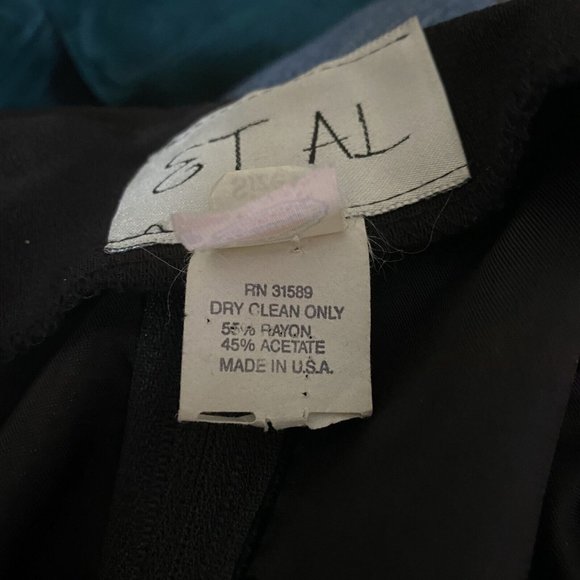 ET AL
RN 31589
DRY CLEAN ONLY
55% RAYON
45% ACETATE
MADE IN U.S.A.